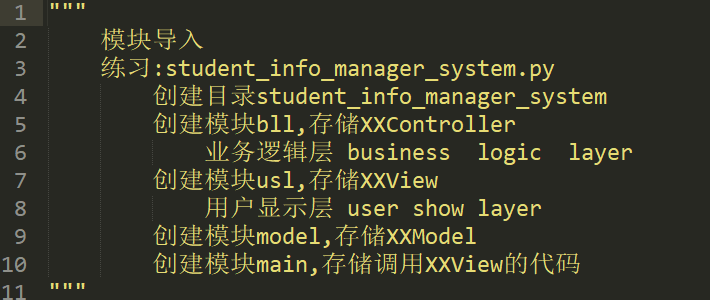 1 """
2 模块导入
3 练习:student_info_manager_system.py
4 创建目录student_info_manager_system
5 创建模块bll,存储XXController
6 业务逻辑层 business  logic  layer
7 创建模块usl,存储XXView
8 用户显示层 user show layer
9 创建模块model,存储XXModel
10 创建模块main,存储调用XXView的代码
11 """